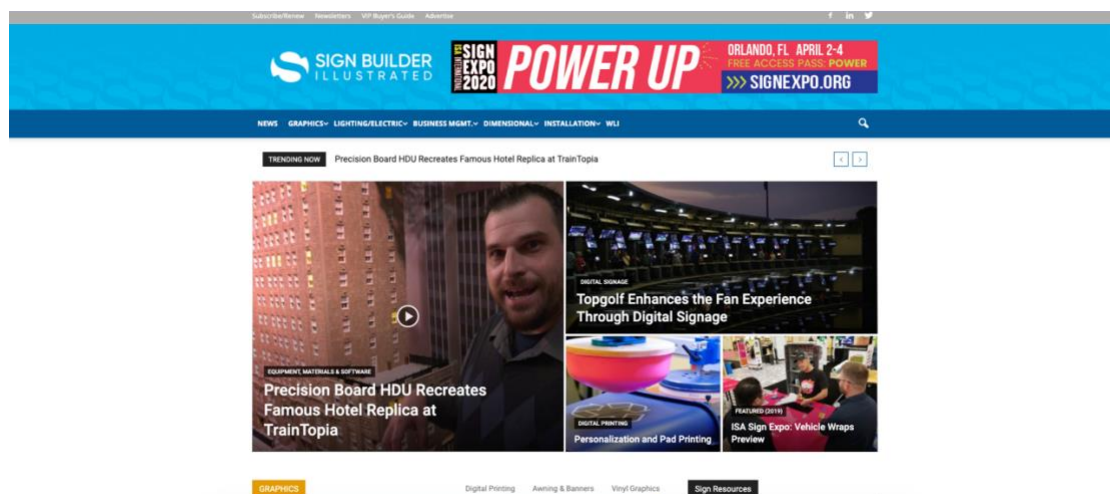 Subscribe/Renew Newsletters VIP Buyer's Guide Advertise
SIGN BUILDER
ILLUSTRATED
ISA INTERNATIONAL
SIGN
EXPO
2020
POWER UP
ORLANDO, FL APRIL 2-4
FREE ACCESS PASS: POWER
>>> SIGNEXPO.ORG
NEWS GRAPHICS LIGHTING/ELECTRIC BUSINESS MGMT. DIMENSIONAL INSTALLATION WLI
TRENDING NOW Precision Board HDU Recreates Famous Hotel Replica at TrainTopia
EQUIPMENT, MATERIALS & SOFTWARE
Precision Board HDU Recreates
Famous Hotel Replica at
TrainTopia
DIGITAL SIGNAGE
Topgolf Enhances the Fan Experience
Through Digital Signage
DIGITAL PRINTING
Personalization and Pad Printing
FEATURED (2019)
ISA Sign Expo: Vehicle Wraps
Preview
GRAPHICS Digital Printing Awning & Banners Vinyl Graphics Sign Resources